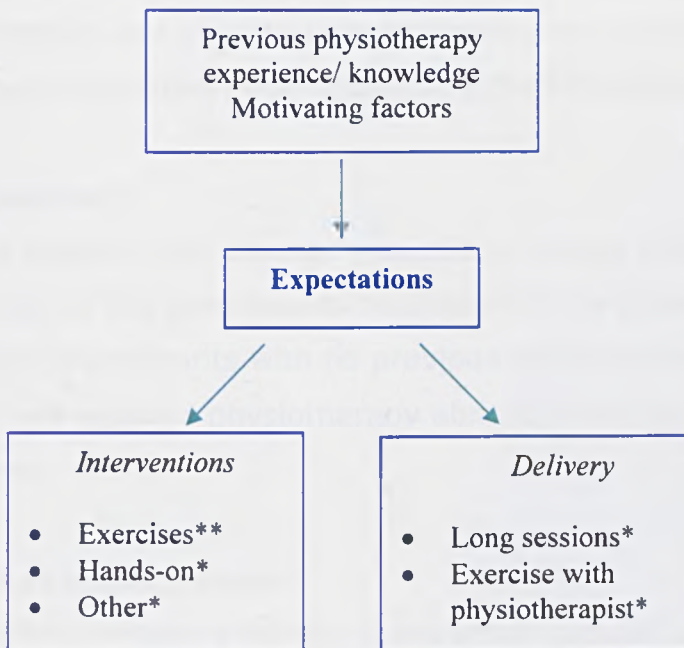 Previous physiotherapy
experience/ knowledge
Motivating factors
Expectations
Interventions
• Exercises**
• Hands-on*
• Other*
Delivery
• Long sessions*
• Exercise with
physiotherapist*